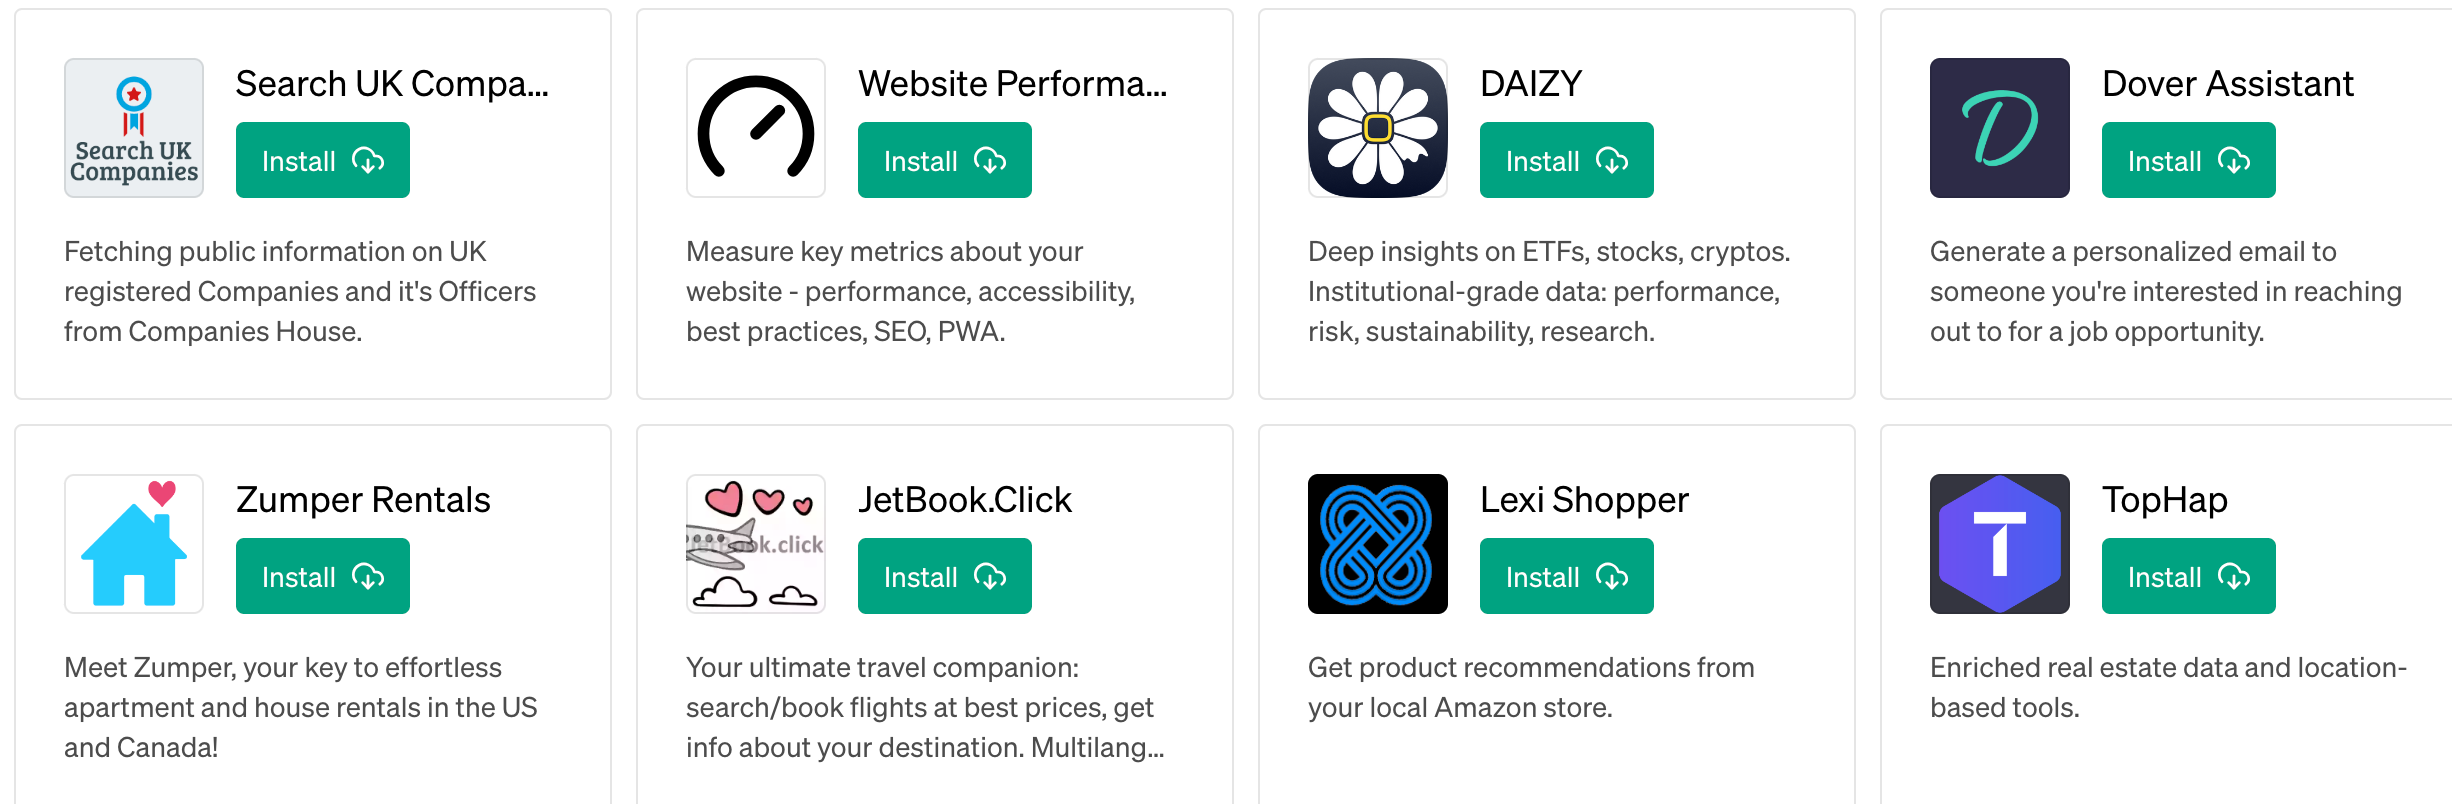 Search UK
Companies
Search UK Compa...
Install
Fetching public information on UK
registered Companies and it's Officers
from Companies House.
Website Performa...
Install
Measure key metrics about your
website - performance, accessibility,
best practices, SEO, PWA.
DAIZY
Install
Deep insights on ETFs, stocks, cryptos.
Institutional-grade data: performance,
risk, sustainability, research.
D
Dover Assistant
Install
Generate a personalized email to
someone you're interested in reaching
out to for a job opportunity.
Zumper Rentals
Install
Meet Zumper, your key to effortless
apartment and house rentals in the US
and Canada!
JetBook.click
JetBook.Click
Install
Your ultimate travel companion:
search/book flights at best prices, get
info about your destination. Multilang...
Lexi Shopper
Install
Get product recommendations from
your local Amazon store.
T
TopHap
Install
Enriched real estate data and location-
based tools.